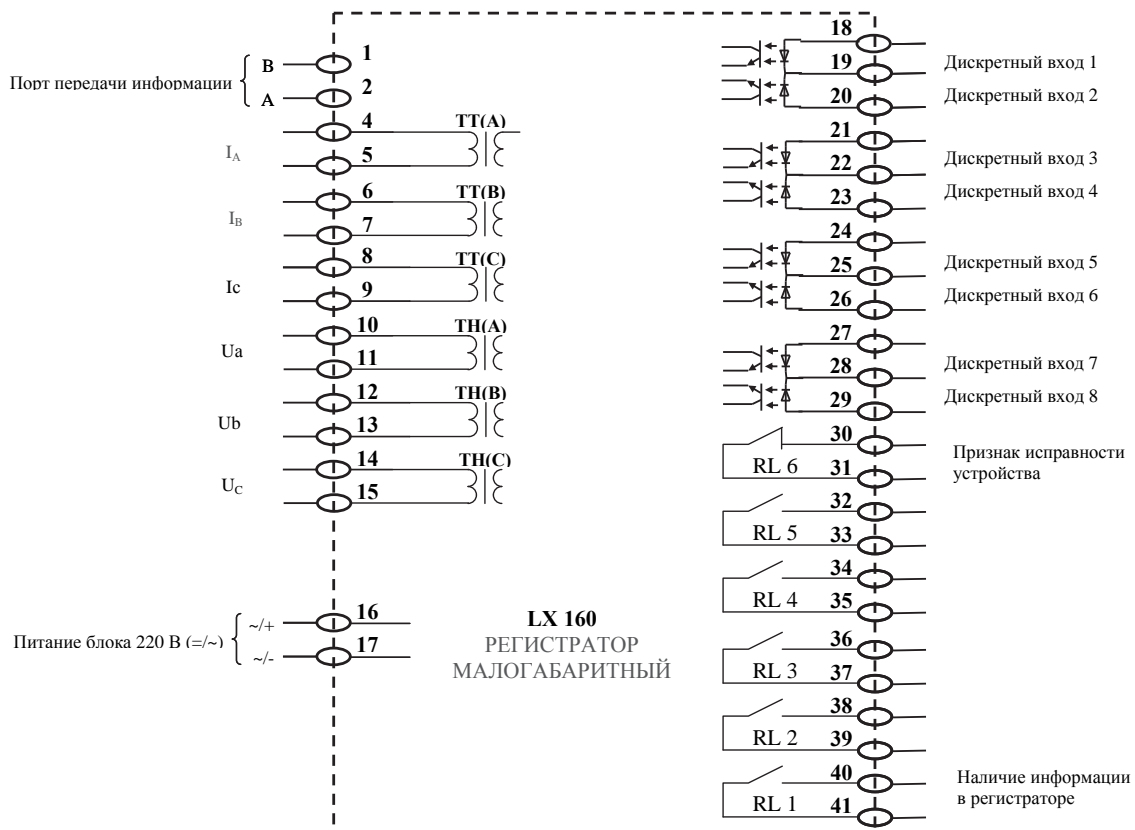 Порт передачи информации
B
A
1
2
4
5
TT(A)
I_A
6
7
TT(B)
I_B
8
9
TT(C)
Ic
10
11
TH(A)
Ua
12
13
TH(B)
Ub
14
15
TH(C)
U_C
Питание блока 220 В (=/~)
~/+
~/-
16
17
LX 160
РЕГИСТРАТОР
МАЛОГАБАРИТНЫЙ
18
19
20
Дискретный вход 1
Дискретный вход 2
21
22
23
Дискретный вход 3
Дискретный вход 4
24
25
26
Дискретный вход 5
Дискретный вход 6
27
28
29
Дискретный вход 7
Дискретный вход 8
30
RL 6
31
Признак исправности
устройства
32
RL 5
33
34
RL 4
35
36
RL 3
37
38
RL 2
39
40
RL 1
41
Наличие информации
в регистраторе